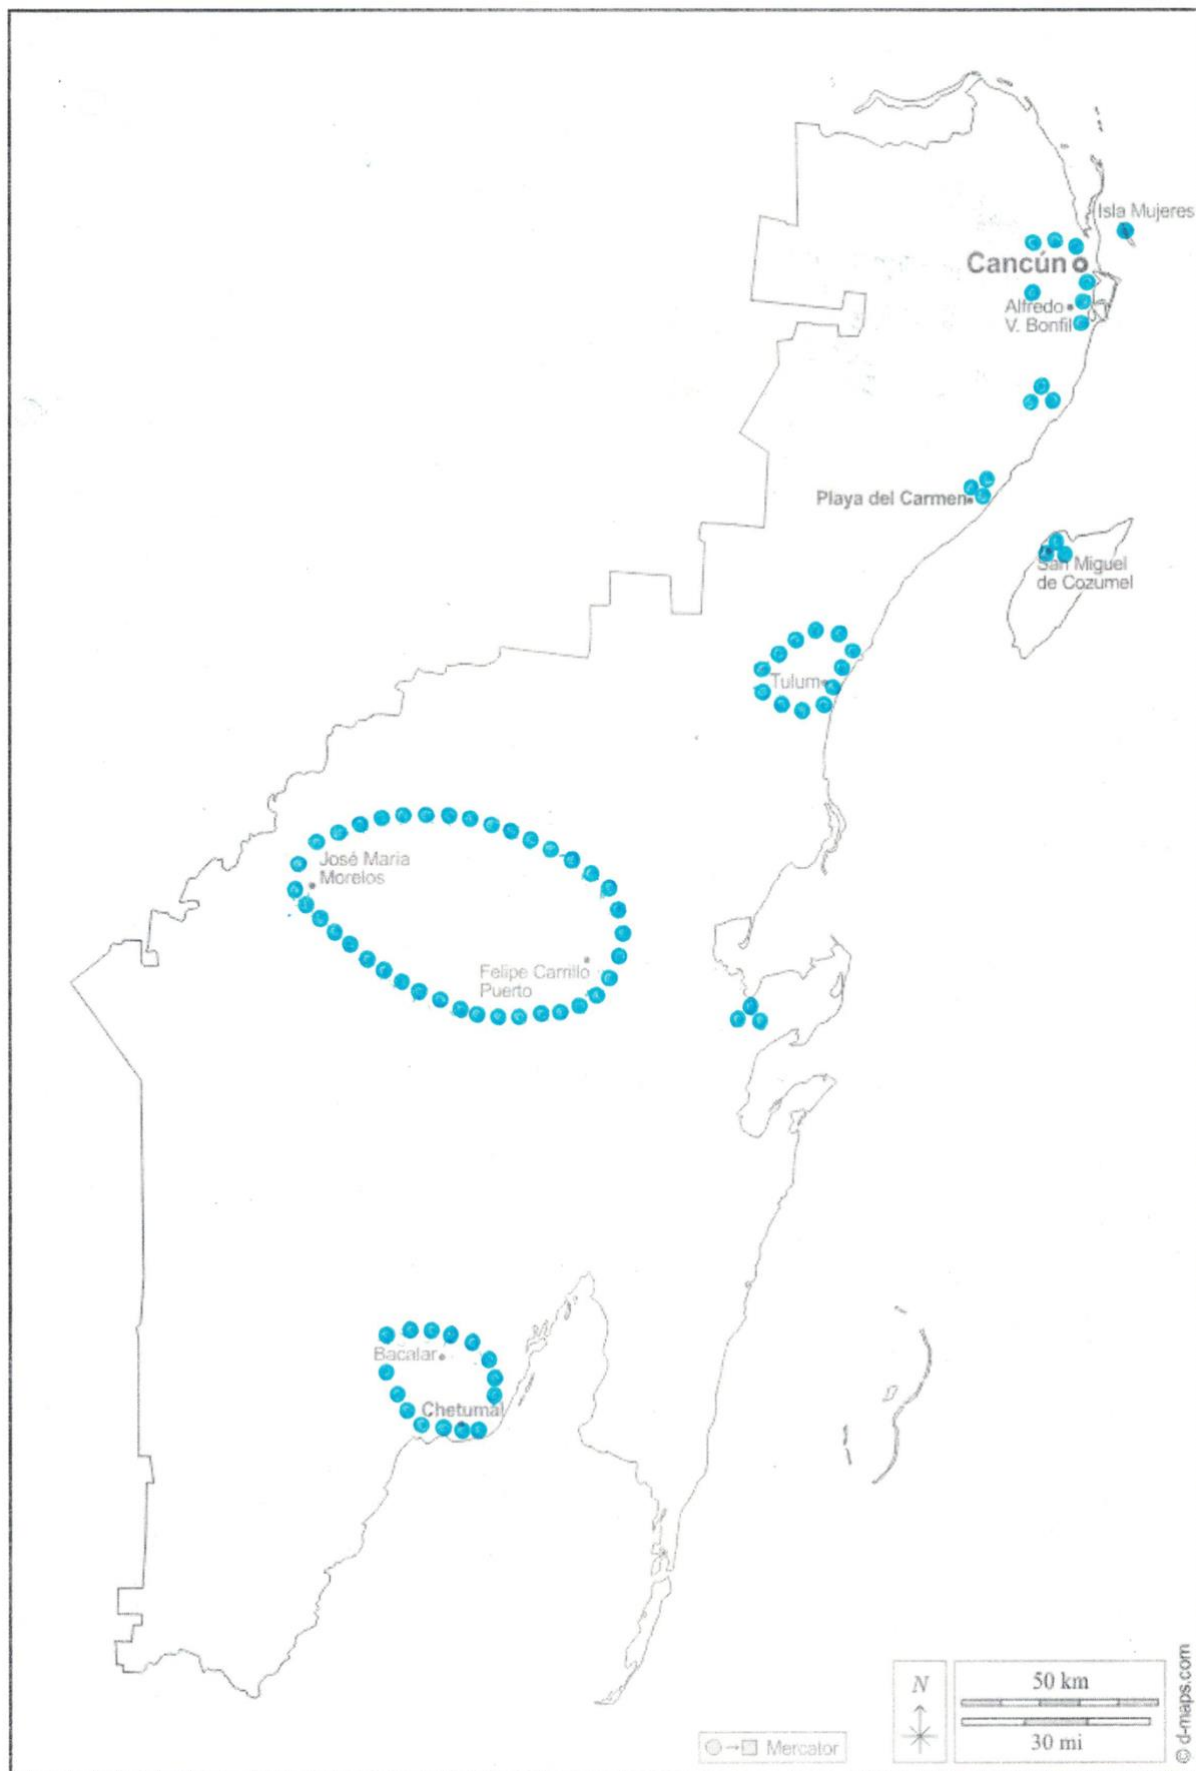 Isla Mujeres
Cancún
Alfredo
V. Bonfil
Playa del Carmen
San Miguel
de Cozumel
Tulum
José Maria
Morelos
Felipe Carrillo
Puerto
Bacalar
Chetumal
N
50 km
30 mi
Mercator
© d-maps.com